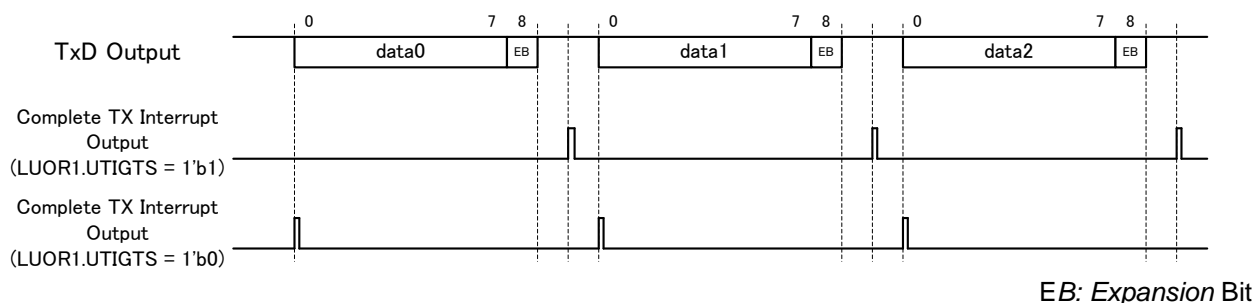 0 7 8 0 7 8 0 7 8
TxD Output data0 EB data1 EB data2 EB
Complete TX Interrupt
Output
(LUOR1.UTIGTS = 1'b1)
Complete TX Interrupt
Output
(LUOR1.UTIGTS = 1'b0)
EB: Expansion Bit